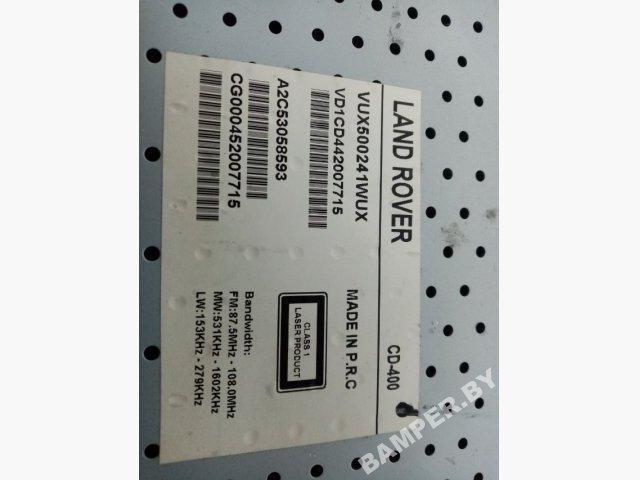 LAND ROVER CD-400
VUX500241WUX MADE IN P.R.C
VD1CD442007715
CLASS 1
LASER PRODUCT
A2C53058593
CG000452007715
Bandwidth:
FM:87.5MHz - 108.0MHz
MW:531KHz - 1602KHz
LW:153KHz - 279KHz
BAMPER.BY